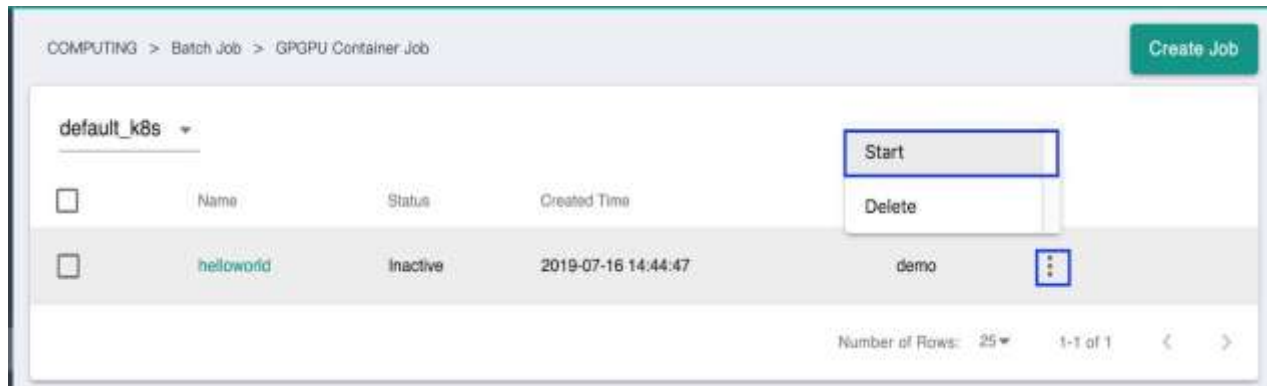 COMPUTING > Batch Job > GPGPU Container Job
Create Job
default_k8s
Start
Name Status Created Time
Delete
helloworld Inactive 2019-07-16 14:44:47 demo
Number of Rows: 25 1-1 of 1 < >